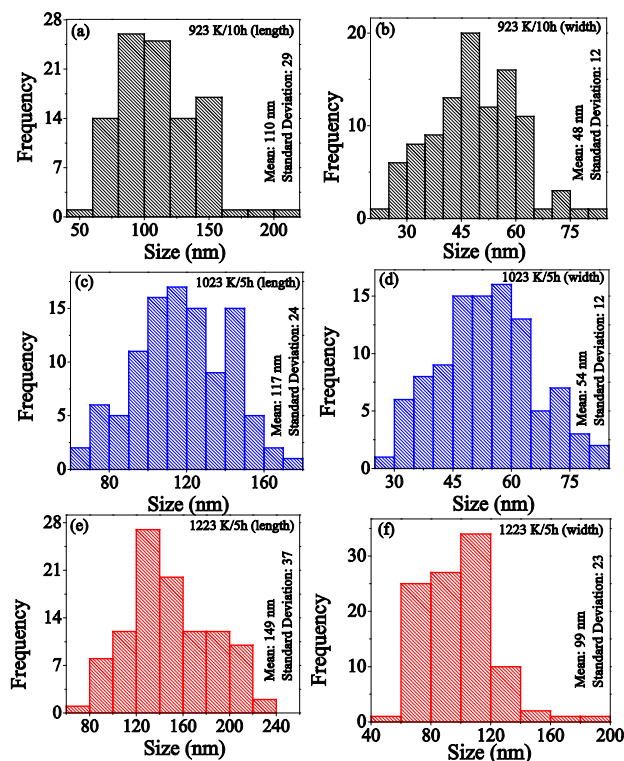 (a) 923 K/10h (length)
Frequency
28
21
14
7
0
50 100 150 200
Size (nm)
Mean: 110 nm
Standard Deviation: 29
(b) 923 K/10h (width)
Frequency
20
10
0
30 45 60 75
Size (nm)
Mean: 48 nm
Standard Deviation: 12
(c) 1023 K/5h (length)
Frequency
15
10
5
0
80 120 160
Size (nm)
Mean: 117 nm
Standard Deviation: 24
(d) 1023 K/5h (width)
Frequency
15
10
5
0
30 45 60 75
Size (nm)
Mean: 54 nm
Standard Deviation: 12
(e) 1223 K/5h (length)
Frequency
28
21
14
7
0
80 120 160 200 240
Size (nm)
Mean: 149 nm
Standard Deviation: 37
(f) 1223 K/5h (width)
Frequency
30
20
10
0
40 80 120 160 200
Size (nm)
Mean: 99 nm
Standard Deviation: 23